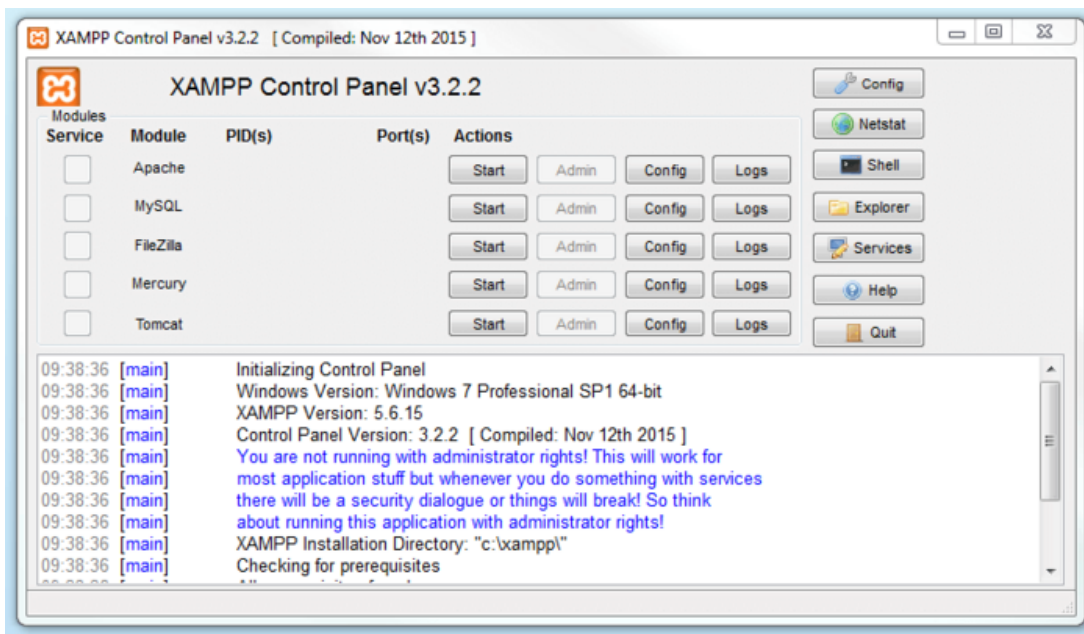 XAMPP Control Panel v3.2.2 [ Compiled: Nov 12th 2015 ]
XAMPP Control Panel v3.2.2
Config
Modules
Service Module PID(s) Port(s) Actions
Netstat
Apache Start Admin Config Logs
Shell
MySQL Start Admin Config Logs
Explorer
FileZilla Start Admin Config Logs
Services
Mercury Start Admin Config Logs
Help
Tomcat Start Admin Config Logs
Quit
09:38:36 [main] Initializing Control Panel
09:38:36 [main] Windows Version: Windows 7 Professional SP1 64-bit
09:38:36 [main] XAMPP Version: 5.6.15
09:38:36 [main] Control Panel Version: 3.2.2 [ Compiled: Nov 12th 2015 ]
09:38:36 [main] You are not running with administrator rights! This will work for
09:38:36 [main] most application stuff but whenever you do something with services
09:38:36 [main] there will be a security dialogue or things will break! So think
09:38:36 [main] about running this application with administrator rights!
09:38:36 [main] XAMPP Installation Directory: "c:\xampp\"
09:38:36 [main] Checking for prerequisites